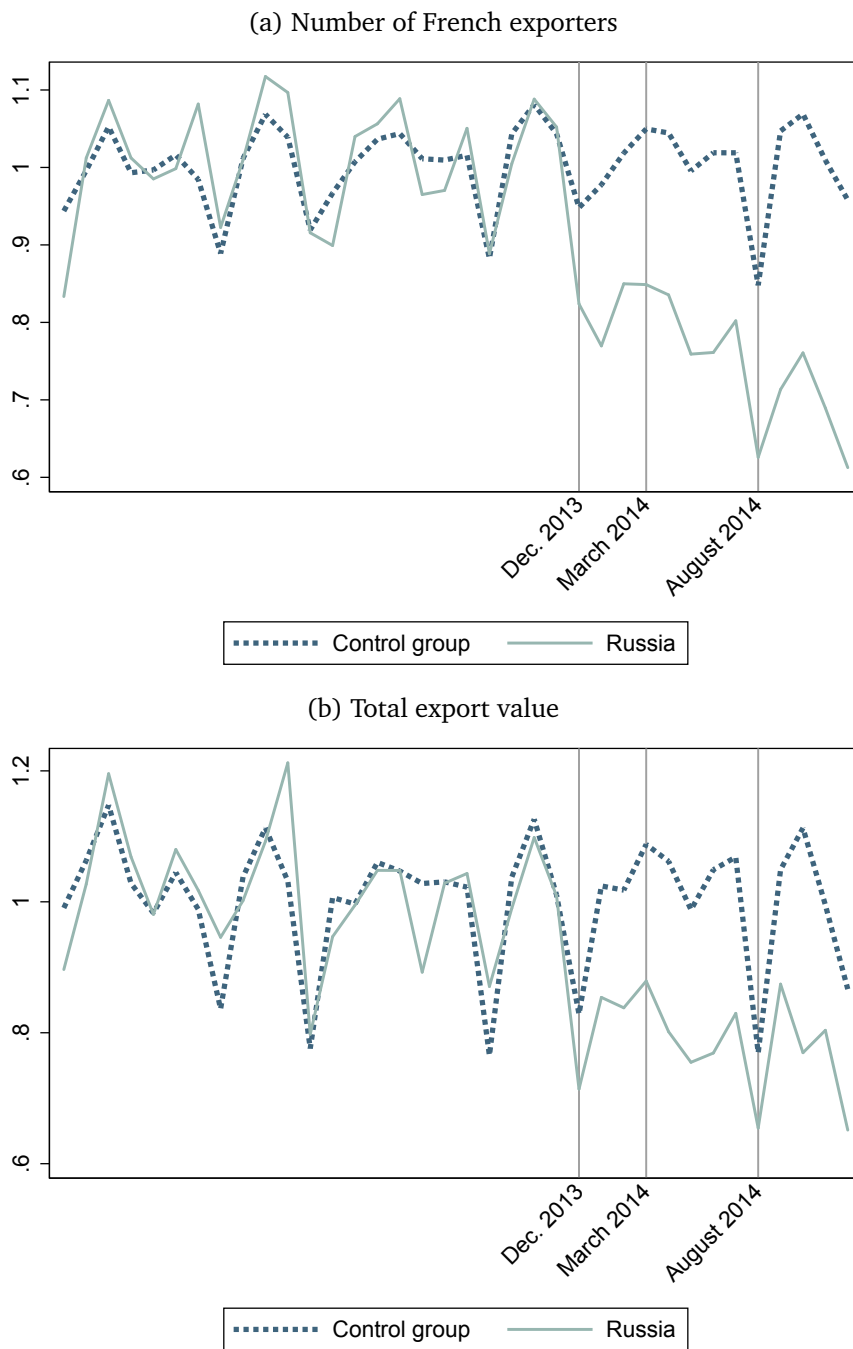 (a) Number of French exporters
1.1
1
.9
.8
.7
.6
Dec. 2013
March 2014
August 2014
Control group Russia
(b) Total export value
1.2
1
.8
.6
Dec. 2013
March 2014
August 2014
Control group Russia